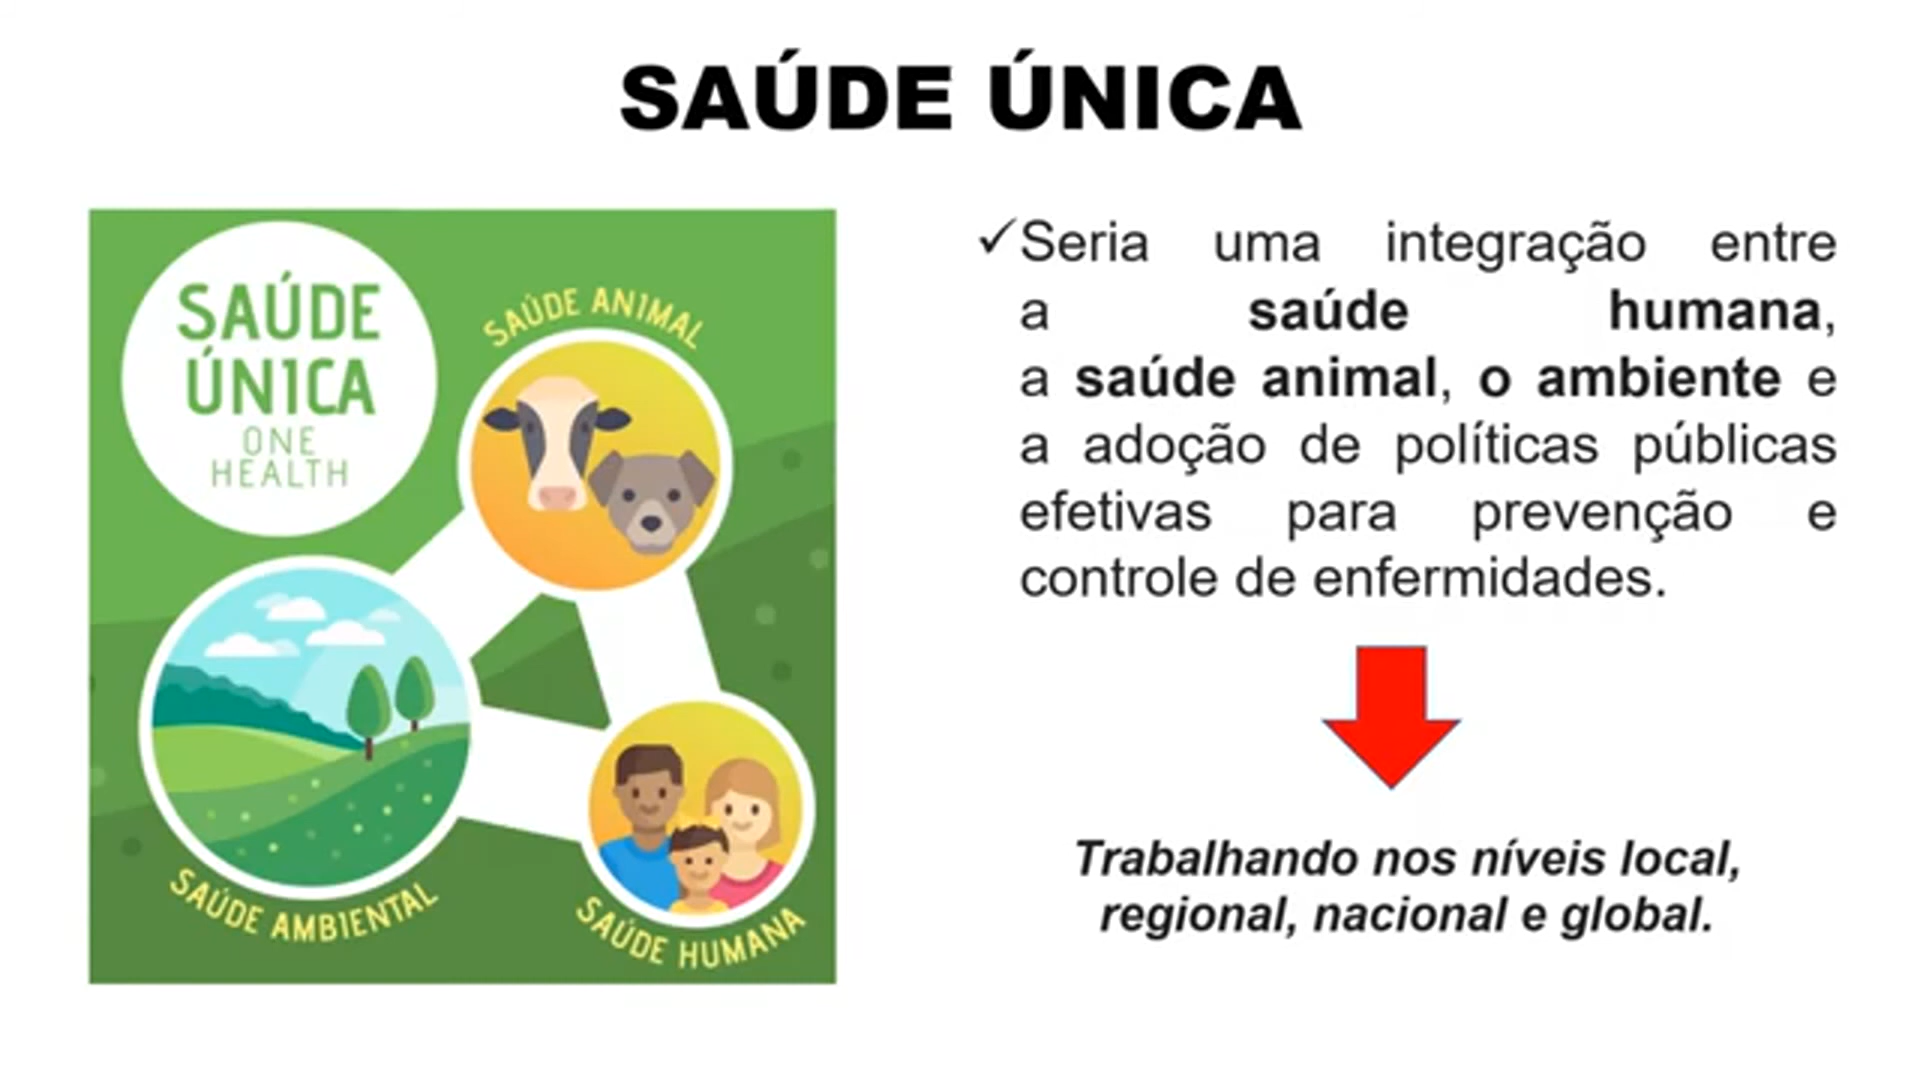 SAÚDE ÚNICA
SAÚDE
ÚNICA
ONE
HEALTH
SAÚDE ANIMAL
SAÚDE AMBIENTAL
SAÚDE HUMANA
✓Seria uma integração entre
a saúde humana,
a saúde animal, o ambiente e
a adoção de políticas públicas
efetivas para prevenção e
controle de enfermidades.
Trabalhando nos níveis local,
regional, nacional e global.